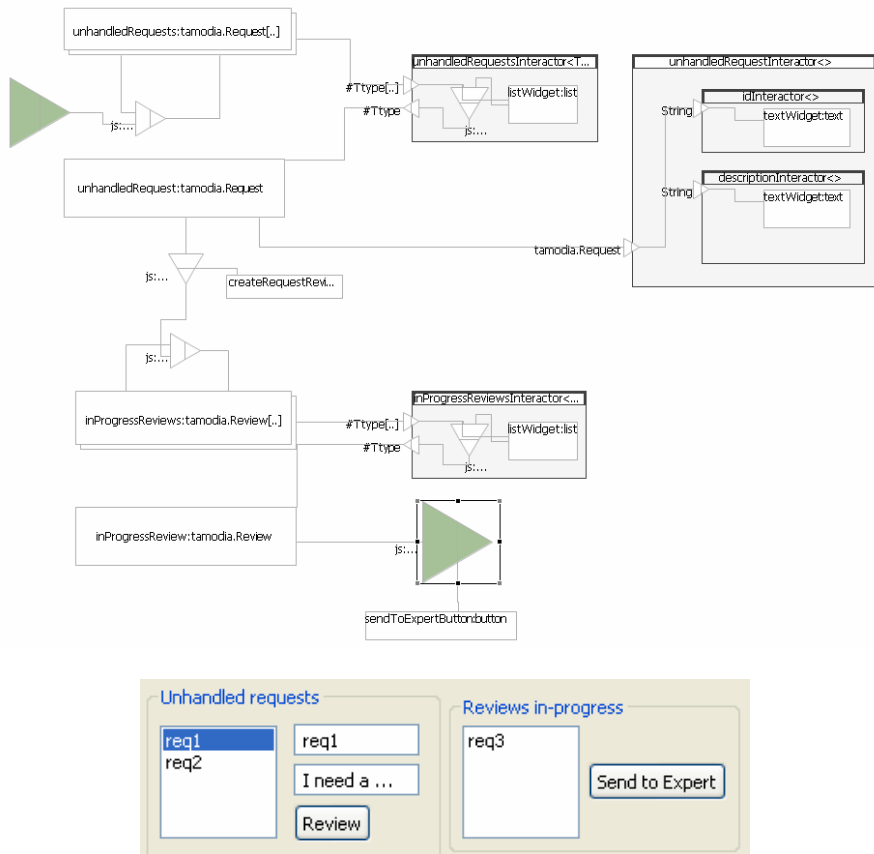 unhandledRequests:tamodia.Request[..]
js:...
unhandledRequestsInteractor<T...
#Ttype[..]
#Ttype
listWidget:list
js:...
unhandledRequestInteractor<>
idInteractor<>
String
textWidget:text
descriptionInteractor<>
String
textWidget:text
tamodia.Request
unhandledRequest:tamodia.Request
js:...
createRequestRevi...
js:...
inProgressReviews:tamodia.Review[..]
inProgressReviewsInteractor<...
#Ttype[..]
#Ttype
listWidget:list
js:...
inProgressReview:tamodia.Review
js:...
sendToExpertButton:button
Unhandled requests
req1
req2
req1
I need a ...
Review
Reviews in-progress
req3
Send to Expert